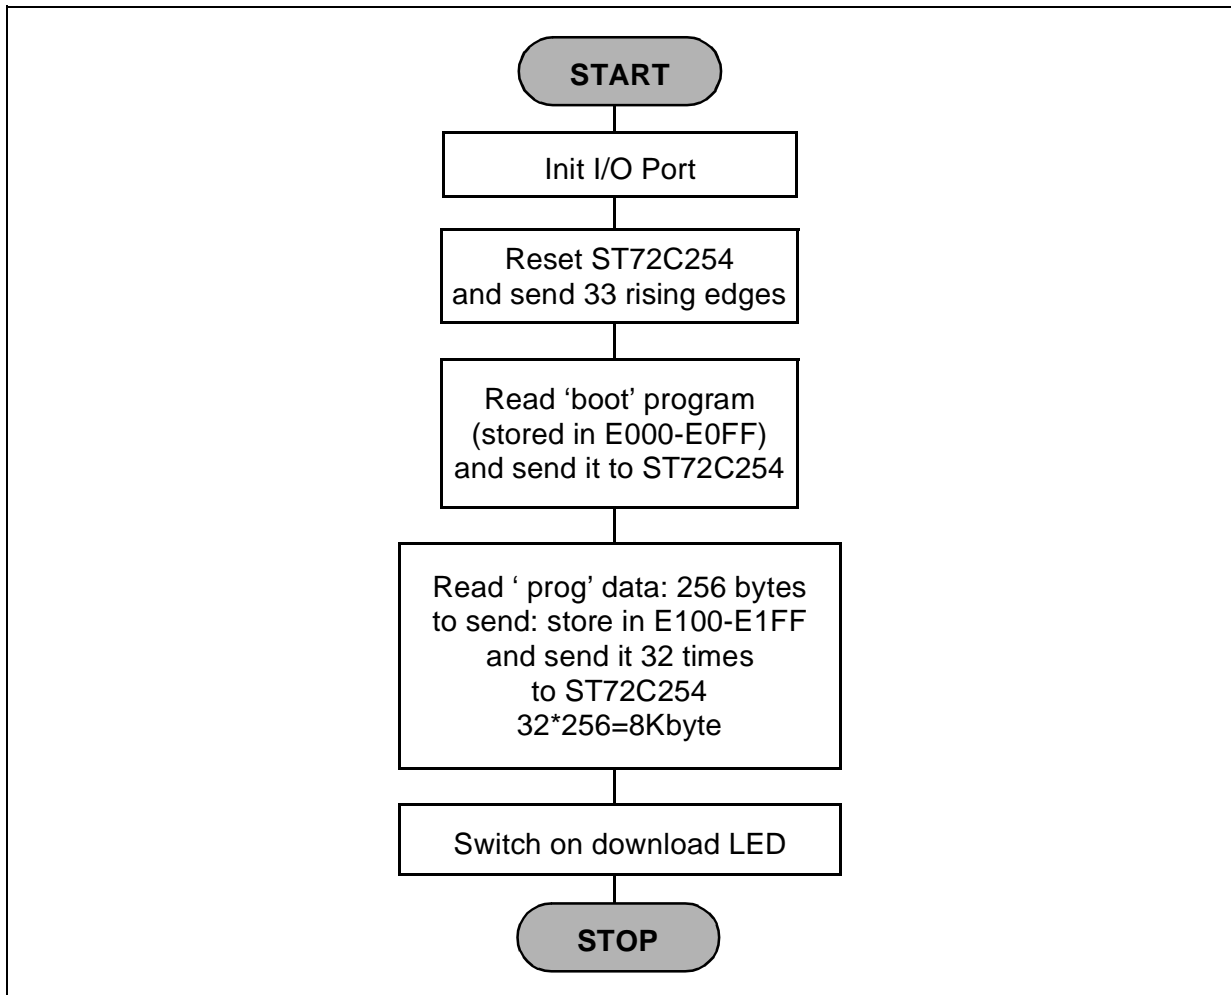 START
Init I/O Port
Reset ST72C254
and send 33 rising edges
Read ‘boot’ program
(stored in E000-E0FF)
and send it to ST72C254
Read ‘ prog’ data: 256 bytes
to send: store in E100-E1FF
and send it 32 times
to ST72C254
32*256=8Kbyte
Switch on download LED
STOP